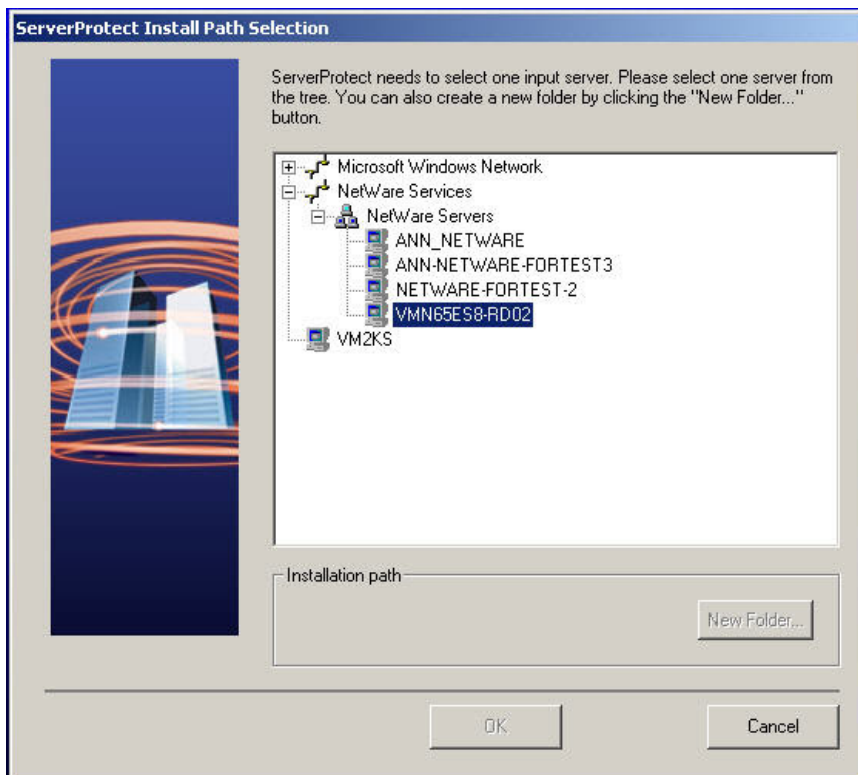 ServerProtect Install Path Selection
ServerProtect needs to select one input server. Please select one server from
the tree. You can also create a new folder by clicking the "New Folder..."
button.
Microsoft Windows Network
NetWare Services
NetWare Servers
ANN_NETWARE
ANN-NETWARE-FORTEST3
NETWARE-FORTEST-2
VMN65ES8-RD02
VM2KS
Installation path
New Folder...
OK
Cancel